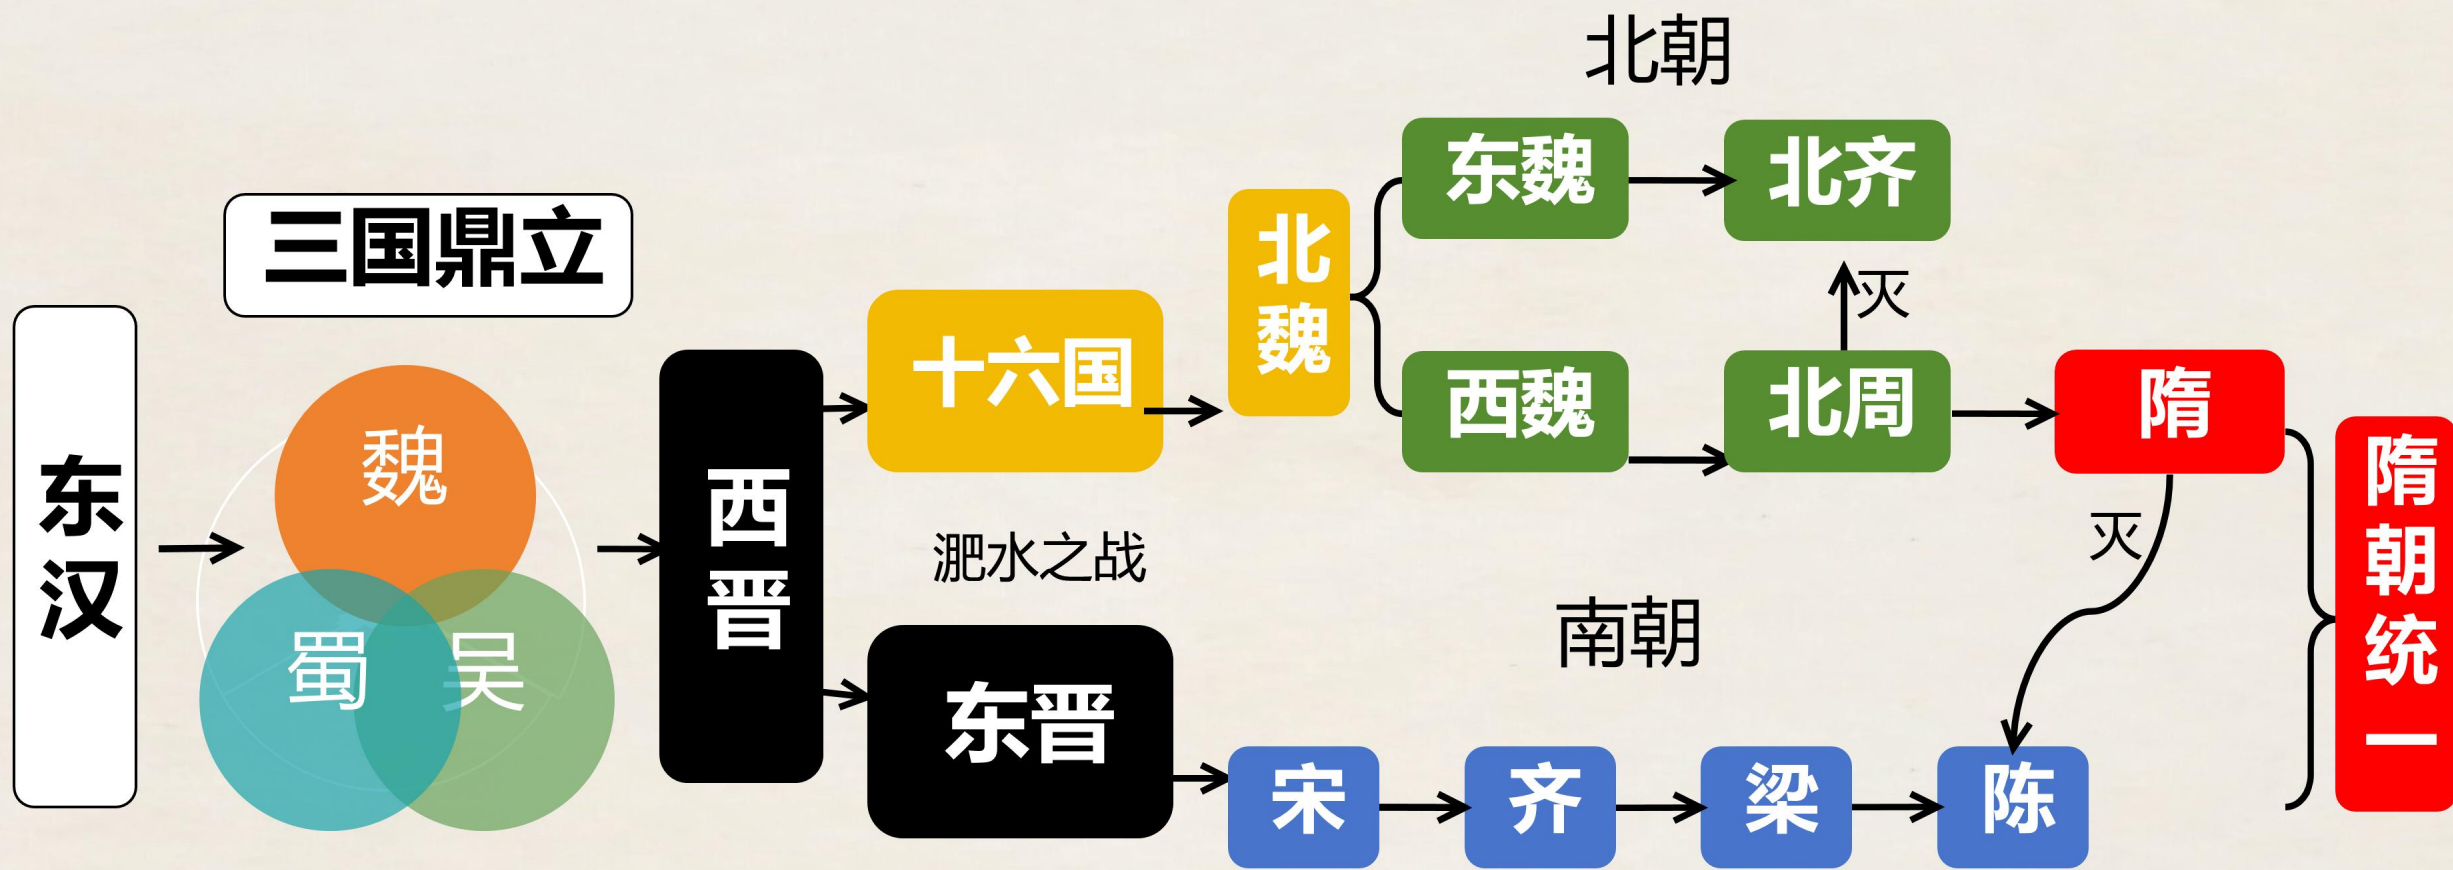 北朝
东魏
北齐
三国鼎立
北魏
灭
十六国
西魏
北周
隋
东汉
魏
西晋
隋朝统一
淝水之战
灭
蜀
吴
南朝
东晋
宋
齐
梁
陈